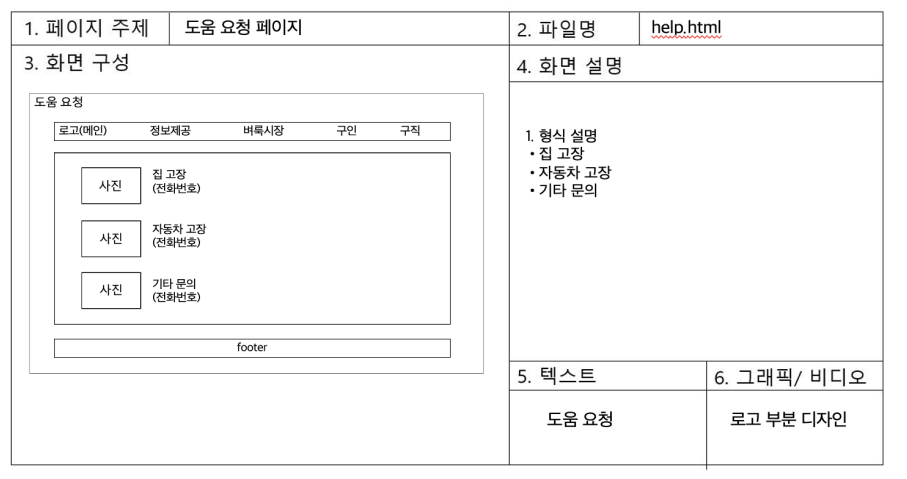 1. 페이지 주제
도움 요청 페이지
2. 파일명
help.html
3. 화면 구성
도움 요청
로고(메인) 정보제공 벼룩시장 구인 구직
사진
집 고장
(전화번호)
사진
자동차 고장
(전화번호)
사진
기타 문의
(전화번호)
footer
4. 화면 설명
1. 형식 설명
• 집 고장
• 자동차 고장
• 기타 문의
5. 텍스트
도움 요청
6. 그래픽/ 비디오
로고 부분 디자인